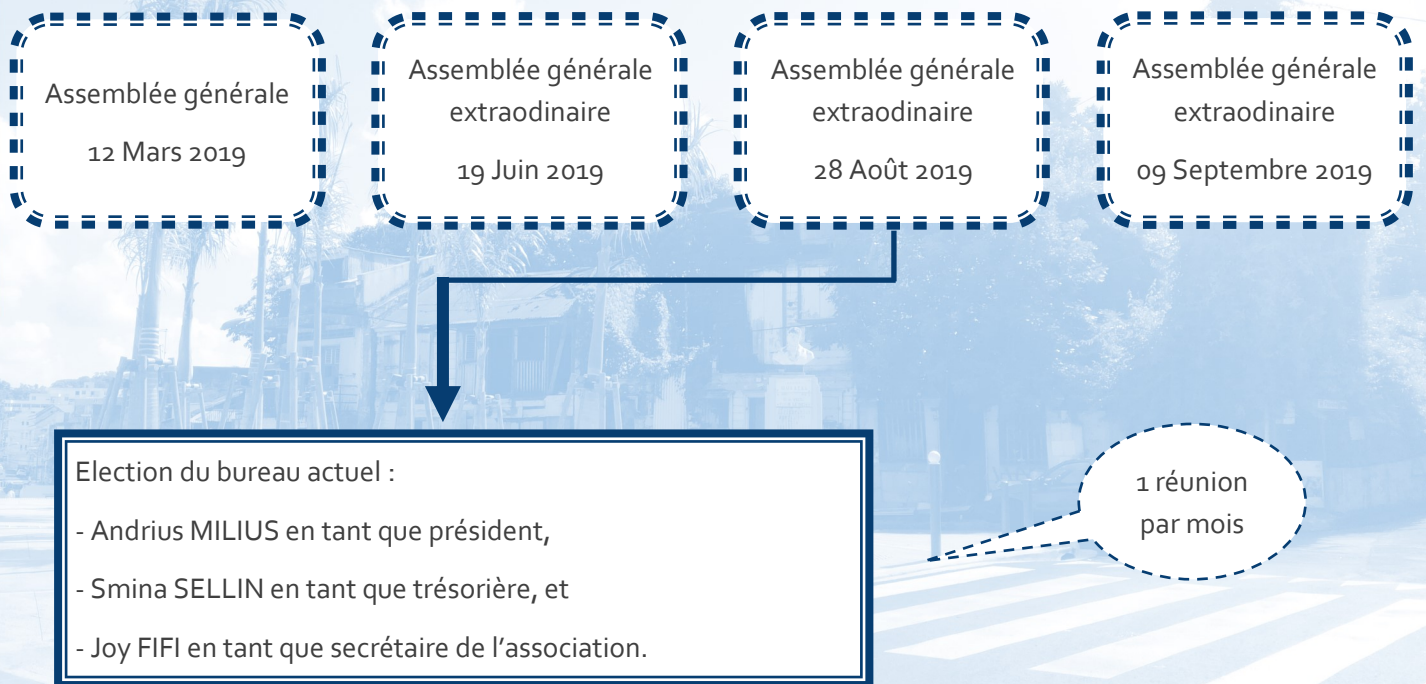 Assemblée générale
12 Mars 2019
Assemblée générale
extraodinaire
19 Juin 2019
Assemblée générale
extraodinaire
28 Août 2019
Assemblée générale
extraodinaire
09 Septembre 2019
Election du bureau actuel :
- Andrius MILIUS en tant que président,
- Smina SELLIN en tant que trésorière, et
- Joy FIFI en tant que secrétaire de l’association.
1 réunion
par mois